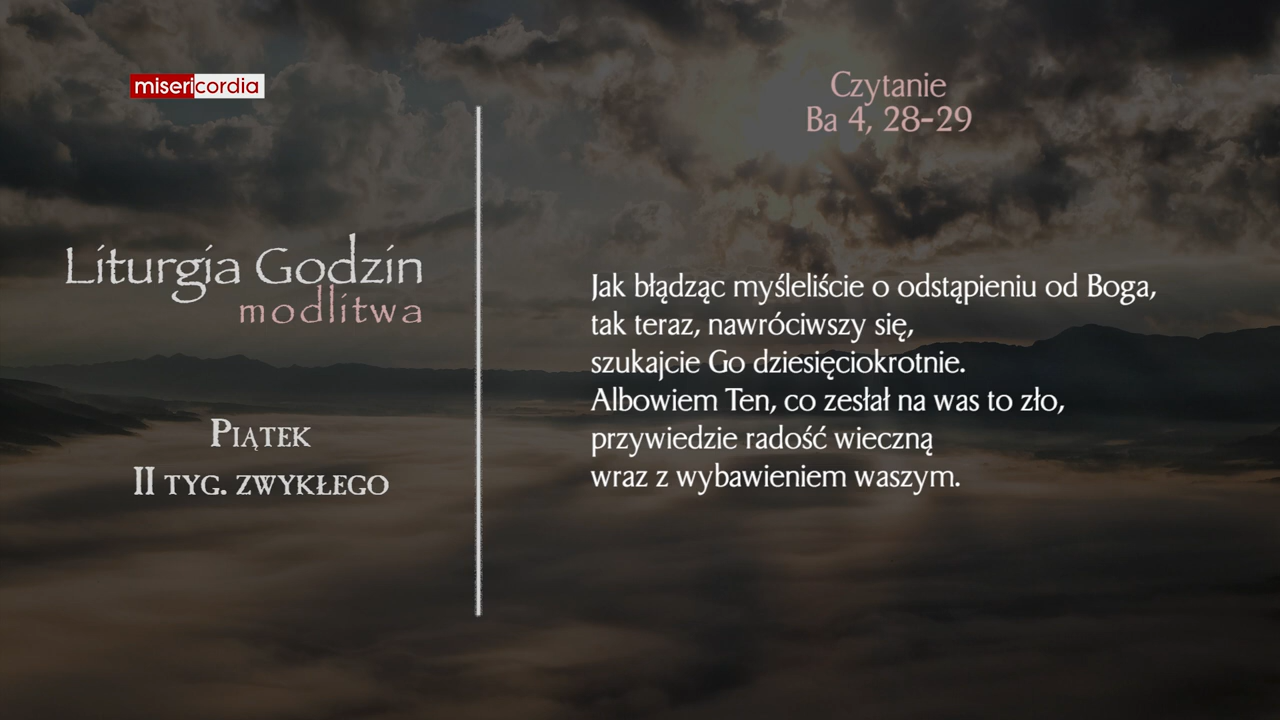 misericordia
Liturgia Godzin
modlitwa
Piątek
II tyg. zwykłego
Czytanie
Ba 4, 28-29
Jak błądząc myśleliście o odstąpieniu od Boga,
tak teraz, nawróciwszy się,
szukajcie Go dziesięciokrotnie.
Albowiem Ten, co zesłał na was to zło,
przywiedzie radość wieczną
wraz z wybawieniem waszym.